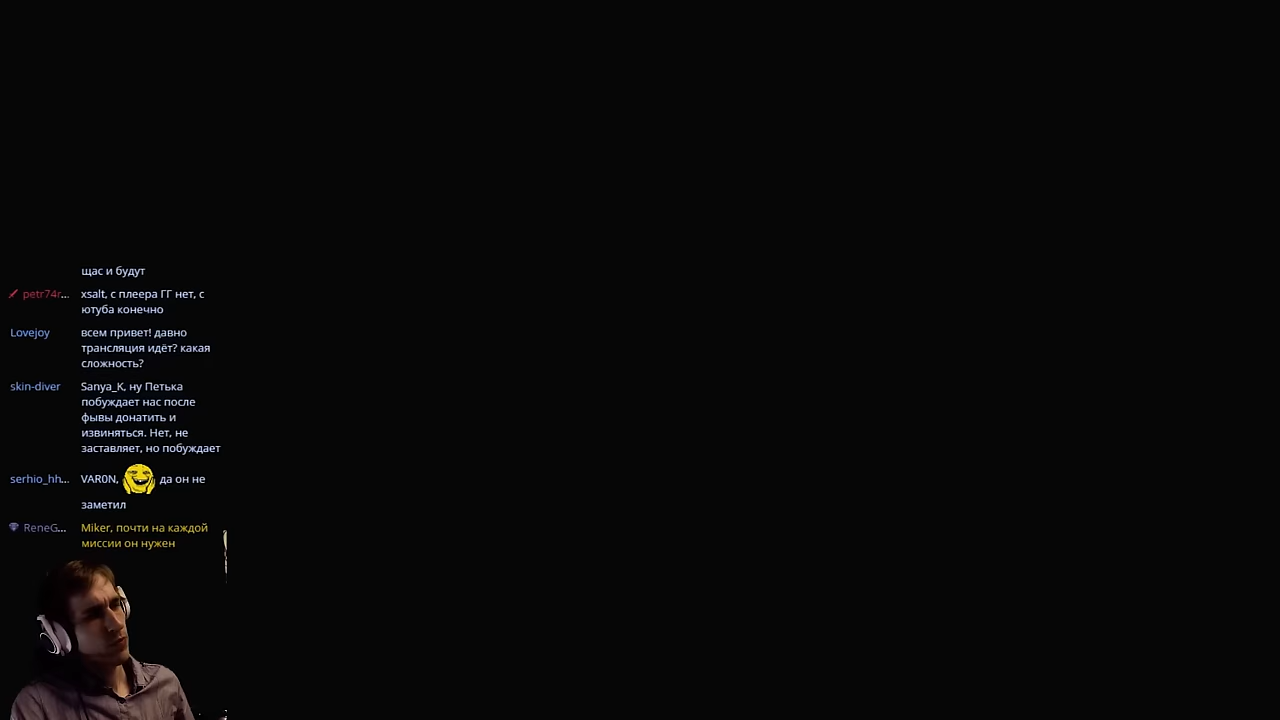 щас и будут
petr74r... xsalt, с плеера ГГ нет, с
ютуба конечно
Lovejoy всем привет! давно
трансляция идёт? какая
сложность?
skin-diver Sanya_K, ну Петька
побуждает нас после
фывы донатить и
извиняться. Нет, не
заставляет, но побуждает
serhio_hh... VAR0N, да он не
заметил
ReneG... Miker, почти на каждой
миссии он нужен